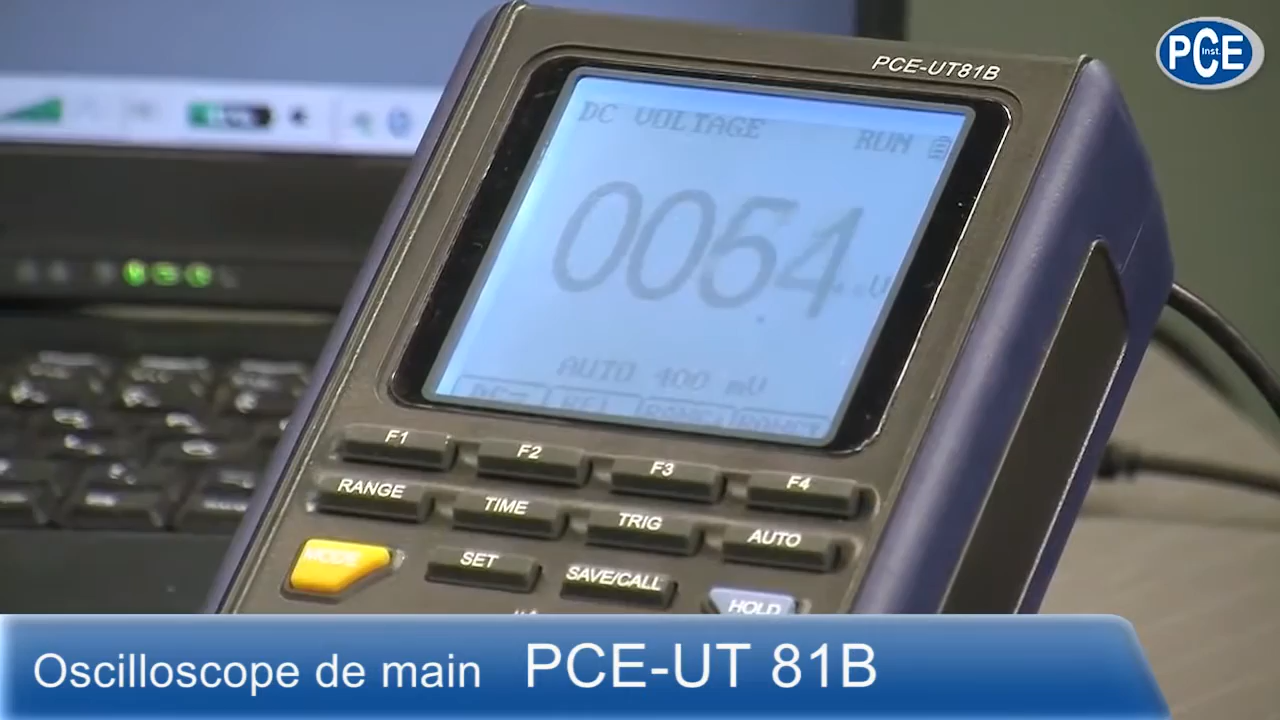 PCE Inst.
PCE-UT81B
DC VOLTAGE
RUN
0054
AUTO 400 mV
F1 F2 F3 F4
RANGE TIME TRIG AUTO
MODE SET SAVE/CALL HOLD
Oscilloscope de main PCE-UT 81B